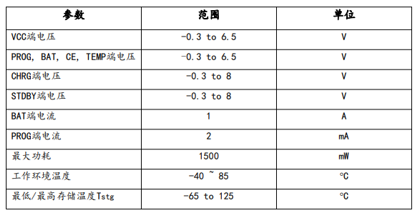 参数 范围 单位
VCC端电压 -0.3 to 6.5 V
PROG, BAT, CE, TEMP端电压 -0.3 to 6.5 V
CHRG端电压 -0.3 to 8 V
STDBY端电压 -0.3 to 8 V
BAT端电流 1 A
PROG端电流 2 mA
最大功耗 1500 mW
工作环境温度 -40 ~ 85 °C
最低/最高存储温度Tstg -65 to 125 °C